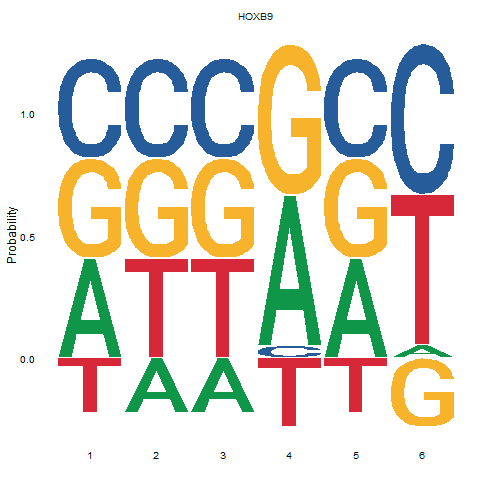 HOXB9
Probability
1.0
0.5
0.0
C C C G C C
G G G A G T
A T T C A A
T A A T T G
1 2 3 4 5 6